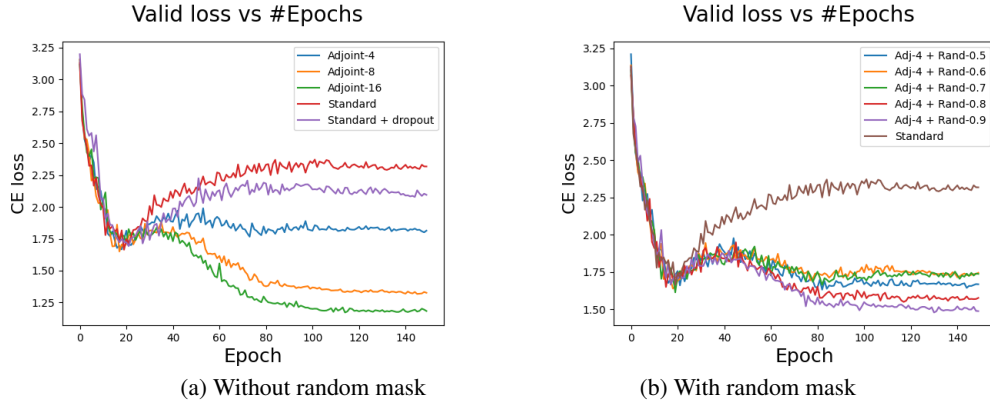 Valid loss vs #Epochs
3.25
3.00
2.75
2.50
2.25
2.00
1.75
1.50
1.25
CE loss
0
20
40
60
80
100
120
140
Epoch
Adjoint-4
Adjoint-8
Adjoint-16
Standard
Standard + dropout
(a) Without random mask
Valid loss vs #Epochs
3.25
3.00
2.75
2.50
2.25
2.00
1.75
1.50
CE loss
0
20
40
60
80
100
120
140
Epoch
Adj-4 + Rand-0.5
Adj-4 + Rand-0.6
Adj-4 + Rand-0.7
Adj-4 + Rand-0.8
Adj-4 + Rand-0.9
Standard
(b) With random mask